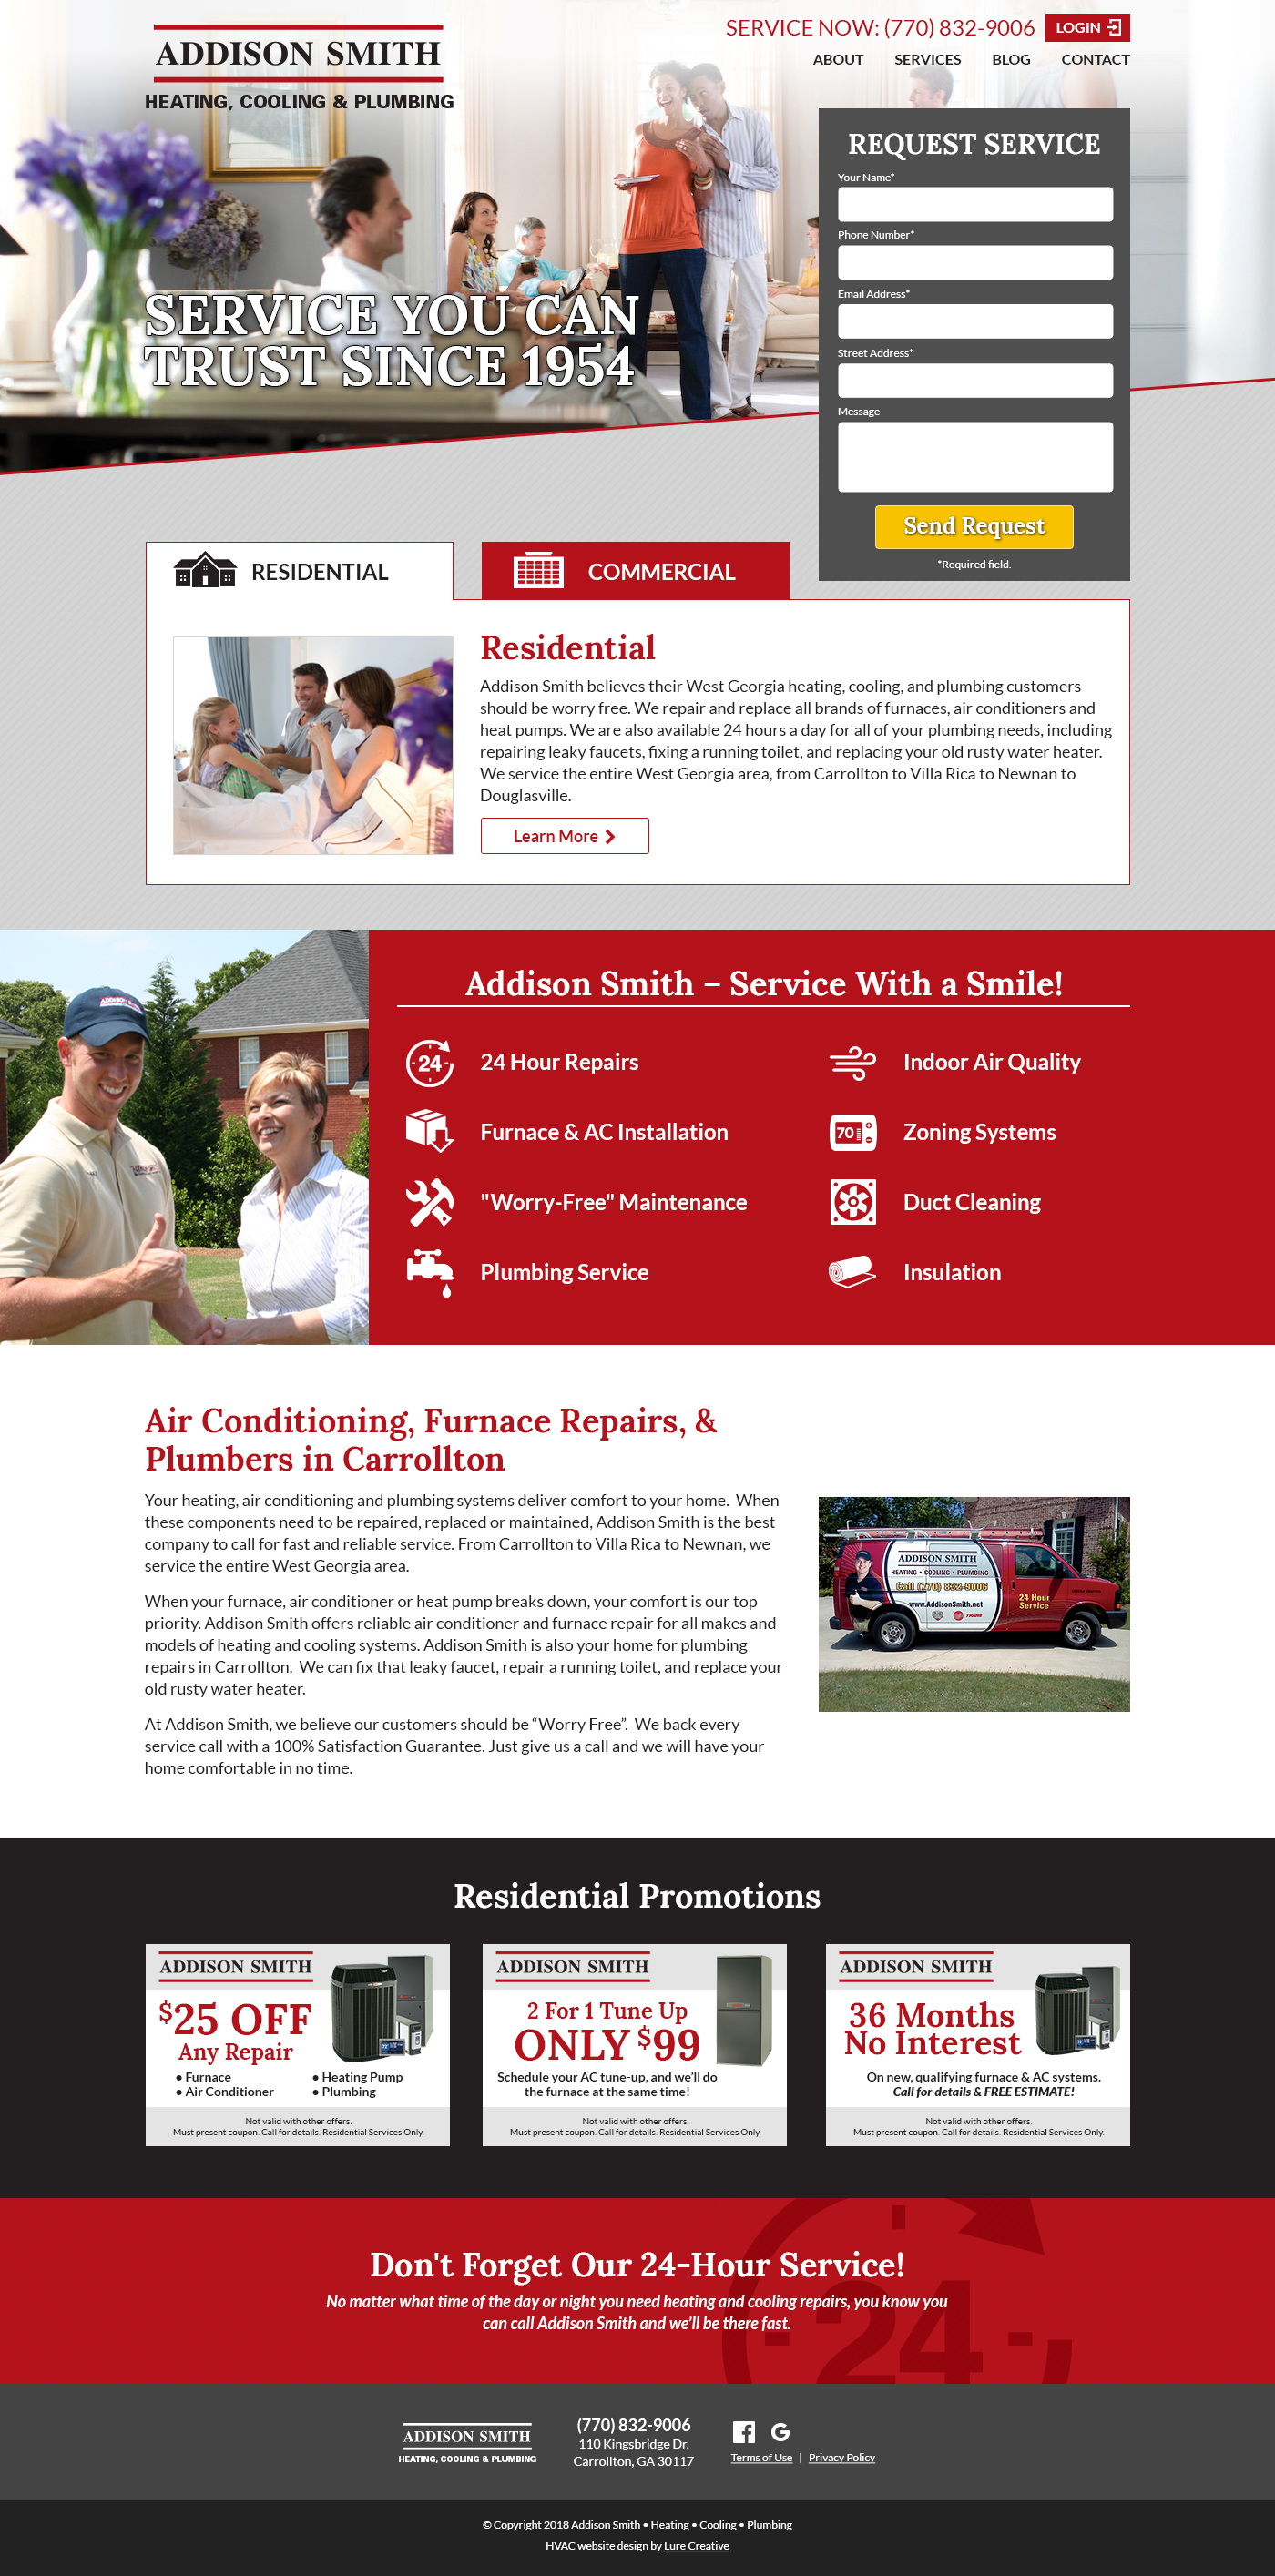 ADDISON SMITH
HEATING, COOLING & PLUMBING
SERVICE NOW: (770) 832-9006
LOGIN
ABOUT SERVICES BLOG CONTACT
SERVICE YOU CAN
TRUST SINCE 1954
REQUEST SERVICE
Your Name*
Phone Number*
Email Address*
Street Address*
Message
Send Request
*Required field.
RESIDENTIAL
COMMERCIAL
Residential
Addison Smith believes their West Georgia heating, cooling, and plumbing customers
should be worry free. We repair and replace all brands of furnaces, air conditioners and
heat pumps. We are also available 24 hours a day for all of your plumbing needs, including
repairing leaky faucets, fixing a running toilet, and replacing your old rusty water heater.
We service the entire West Georgia area, from Carrollton to Villa Rica to Newnan to
Douglasville.
Learn More
Addison Smith – Service With a Smile!
24
24 Hour Repairs
Indoor Air Quality
Furnace & AC Installation
70
Zoning Systems
"Worry-Free" Maintenance
Duct Cleaning
Plumbing Service
Insulation
Air Conditioning, Furnace Repairs, &
Plumbers in Carrollton
Your heating, air conditioning and plumbing systems deliver comfort to your home.  When
these components need to be repaired, replaced or maintained, Addison Smith is the best
company to call for fast and reliable service. From Carrollton to Villa Rica to Newnan, we
service the entire West Georgia area.
When your furnace, air conditioner or heat pump breaks down, your comfort is our top
priority. Addison Smith offers reliable air conditioner and furnace repair for all makes and
models of heating and cooling systems. Addison Smith is also your home for plumbing
repairs in Carrollton.  We can fix that leaky faucet, repair a running toilet, and replace your
old rusty water heater.
At Addison Smith, we believe our customers should be “Worry Free”.  We back every
service call with a 100% Satisfaction Guarantee. Just give us a call and we will have your
home comfortable in no time.
ADDISON SMITH
HEATING • COOLING • PLUMBING
Call (770) 832-9006
www.AddisonSmith.net
TRANE
24 Hour
Service
Residential Promotions
ADDISON SMITH
$25 OFF
Any Repair
• Furnace
• Air Conditioner
• Heating Pump
• Plumbing
Not valid with other offers.
Must present coupon. Call for details. Residential Services Only.
ADDISON SMITH
2 For 1 Tune Up
ONLY $99
Schedule your AC tune-up, and we’ll do
the furnace at the same time!
Not valid with other offers.
Must present coupon. Call for details. Residential Services Only.
ADDISON SMITH
36 Months
No Interest
On new, qualifying furnace & AC systems.
Call for details & FREE ESTIMATE!
Not valid with other offers.
Must present coupon. Call for details. Residential Services Only.
Don't Forget Our 24-Hour Service!
No matter what time of the day or night you need heating and cooling repairs, you know you
can call Addison Smith and we’ll be there fast.
24
ADDISON SMITH
HEATING, COOLING & PLUMBING
(770) 832-9006
110 Kingsbridge Dr.
Carrollton, GA 30117
Terms of Use | Privacy Policy
© Copyright 2018 Addison Smith • Heating • Cooling • Plumbing
HVAC website design by Lure Creative